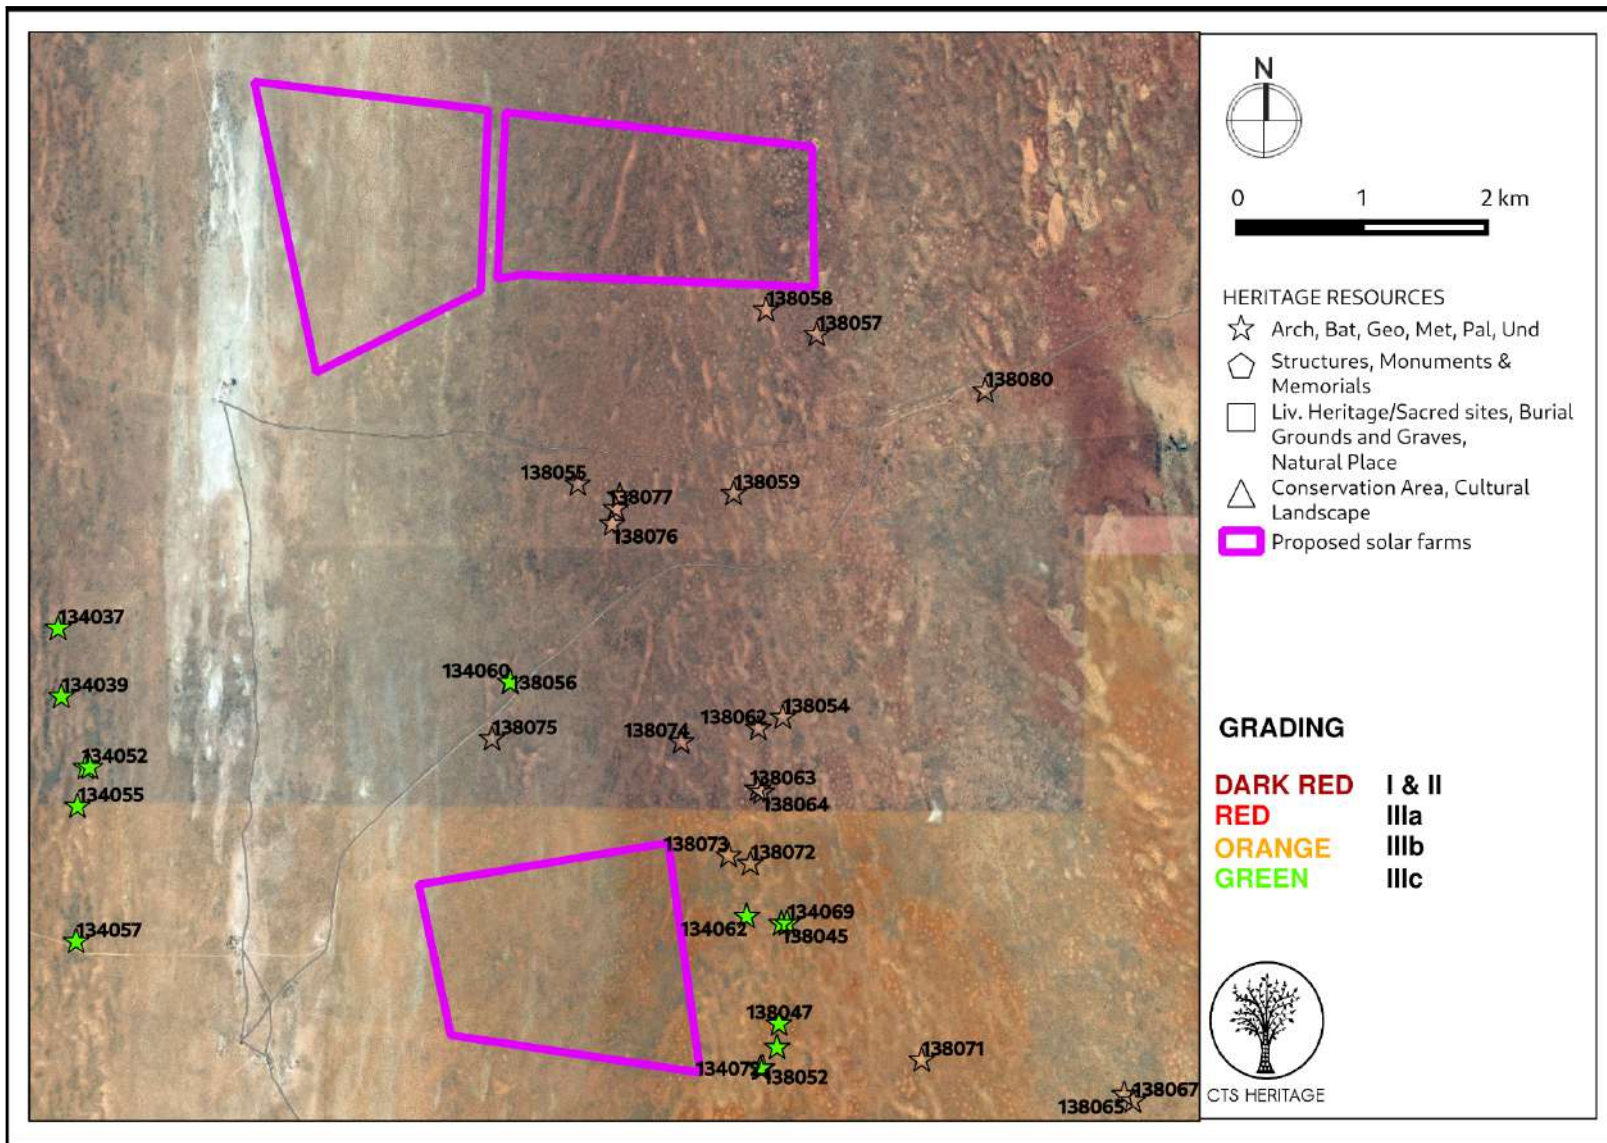 138058
138057
138080
138055
138077
138059
138076
134037
134060
138056
134039
138075
138074
138062
138054
134052
134055
138063
138064
138073
138072
134062
134069
138045
134057
138047
138052
138071
138067
138065
N
0 1 2 km
HERITAGE RESOURCES
Arch, Bat, Geo, Met, Pal, Und
Structures, Monuments &
Memorials
Liv. Heritage/Sacred sites, Burial
Grounds and Graves,
Natural Place
Conservation Area, Cultural
Landscape
Proposed solar farms
GRADING
DARK RED I & II
RED IIIa
ORANGE IIIb
GREEN IIIc
CTS HERITAGE